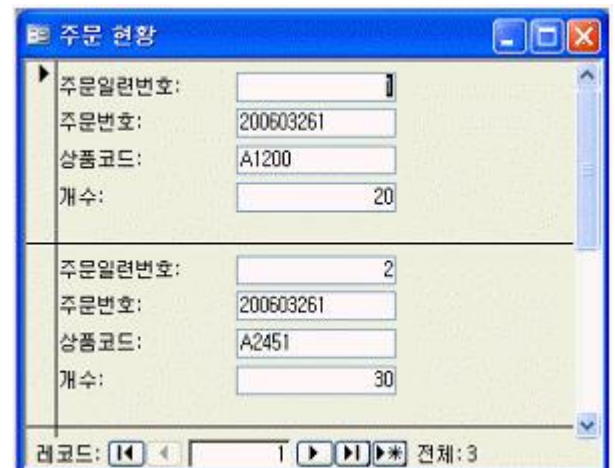 주문 현황
주문일련번호: 1
주문번호: 200603261
상품코드: A1200
개수: 20
주문일련번호: 2
주문번호: 200603261
상품코드: A2451
개수: 30
레코드: 1 전체:3